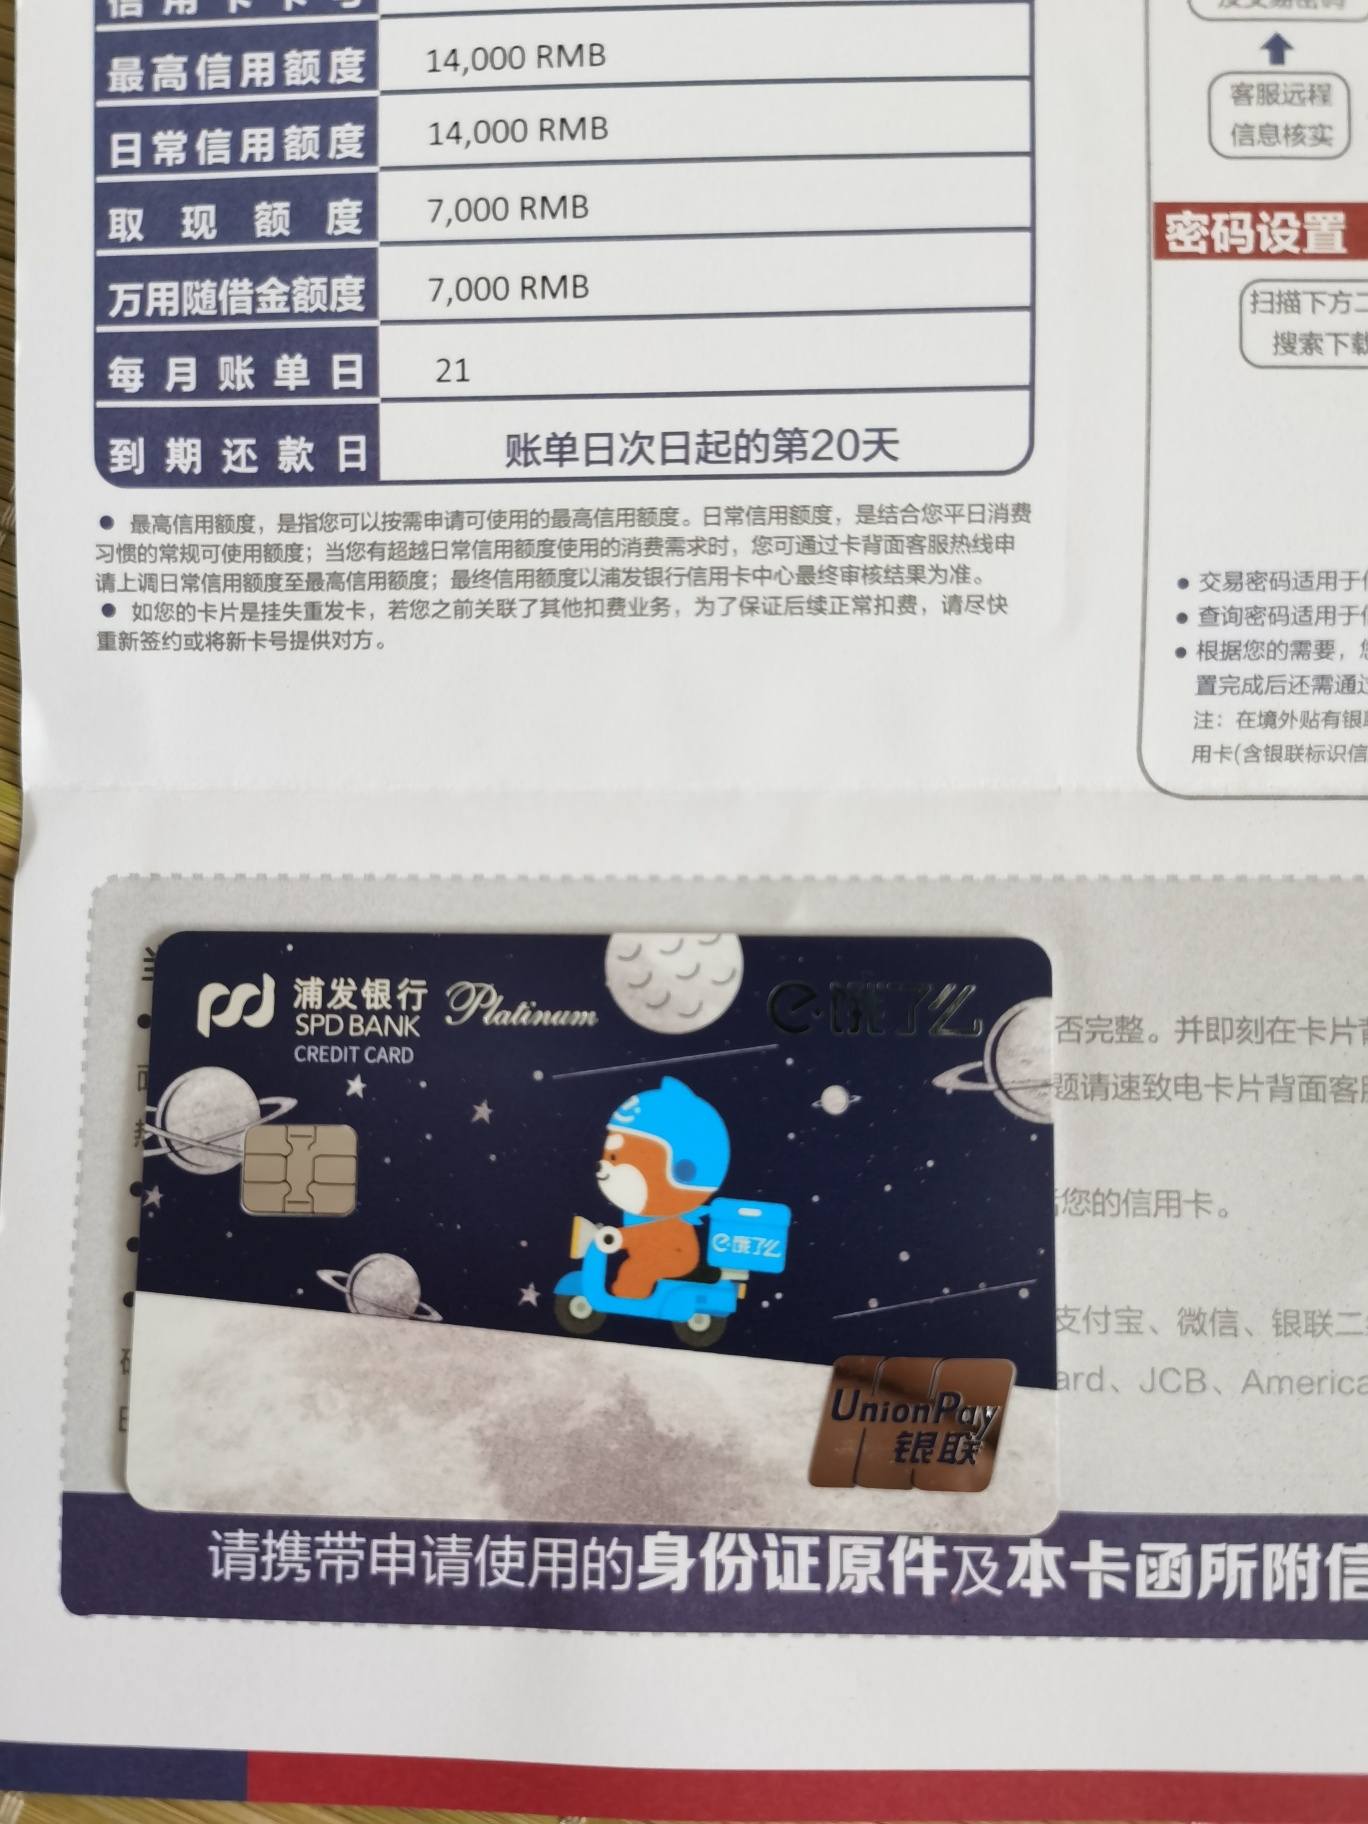 信用卡卡号
最高信用额度 14,000 RMB
日常信用额度 14,000 RMB
取现额度 7,000 RMB
万用随借金额度 7,000 RMB
每月账单日 21
到期还款日 账单日次日起的第20天
● 最高信用额度，是指您可以按需申请可使用的最高信用额度。日常信用额度，是结合您平日消费
习惯的常规可使用额度；当您有超越日常信用额度使用的消费需求时，您可通过卡背面客服热线申
请上调日常信用额度至最高信用额度；最终信用额度以浦发银行信用卡中心最终审核结果为准。
● 如您的卡片是挂失重发卡，若您之前关联了其他扣费业务，为了保证后续正常扣费，请尽快
重新签约或将新卡号提供对方。
客服远程
信息核实
密码设置
扫描下方二
搜索下载
● 交易密码适用于
● 查询密码适用于
● 根据您的需要，
置完成后还需通过
注：在境外贴有银联
用卡(含银联标识信
浦发银行 Platinum
SPD BANK
CREDIT CARD
饿了么
饿了么
UnionPay
银联
否完整。并即刻在卡片背
题请速致电卡片背面客服
您的信用卡。
支付宝、微信、银联二
ard、JCB、America
请携带申请使用的身份证原件及本卡函所附信